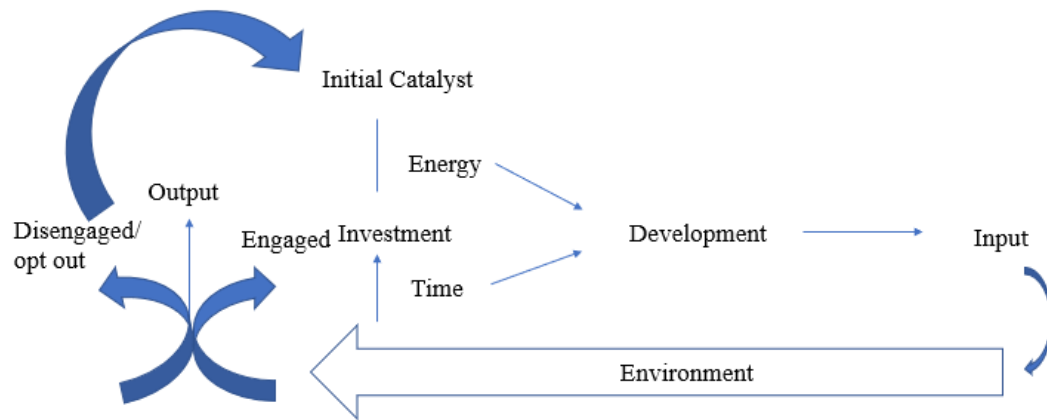 Initial Catalyst
Energy
Output
Disengaged/
opt out
Engaged
Investment
Development
Input
Time
Environment